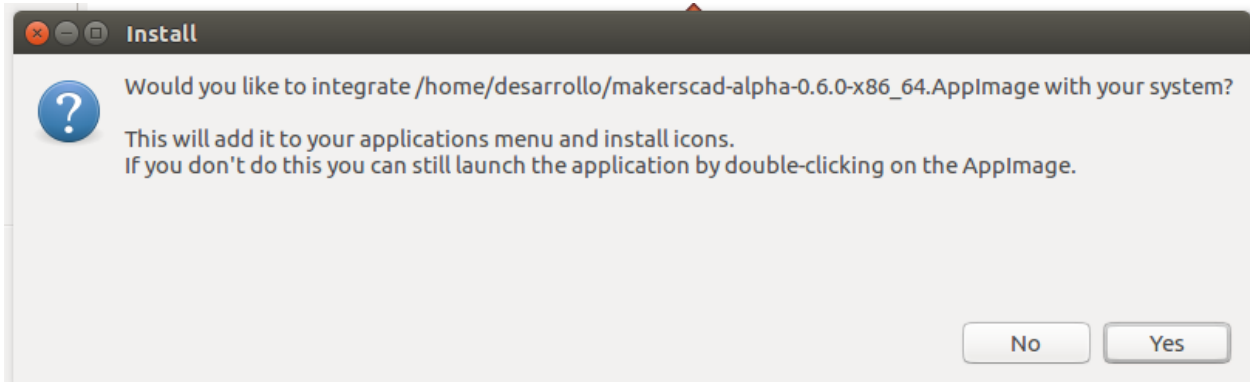 Install
Would you like to integrate /home/desarrollo/makerscad-alpha-0.6.0-x86_64.AppImage with your system?
This will add it to your applications menu and install icons.
If you don't do this you can still launch the application by double-clicking on the AppImage.
No Yes